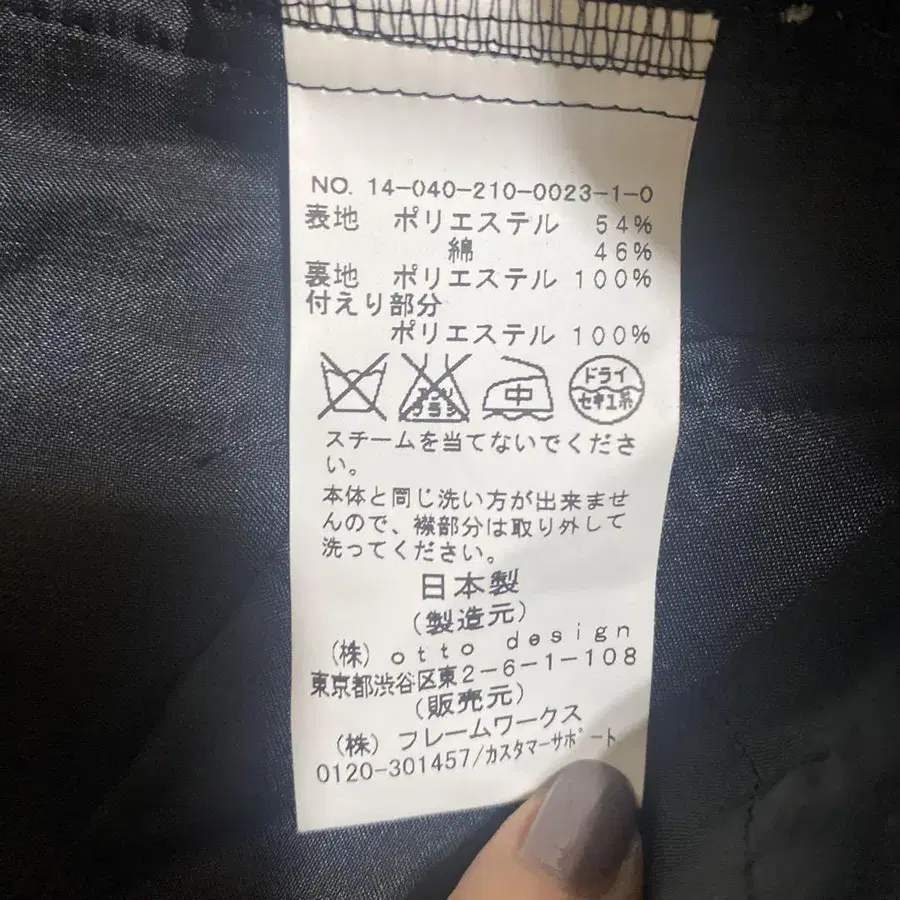 NO. 14-040-210-0023-1-0
表地 ポリエステル 54%
綿 46%
裏地 ポリエステル 100%
付えり部分
ポリエステル 100%
中
ドライ
セキユ系
スチームを当てないでくださ
い。
本体と同じ洗い方が出来ませ
んので、襟部分は取り外して
洗ってください。
日本製
(製造元)
(株) otto design
東京都渋谷区東2-6-1-108
(販売元)
(株) フレームワークス
0120-301457/カスタマーサポート